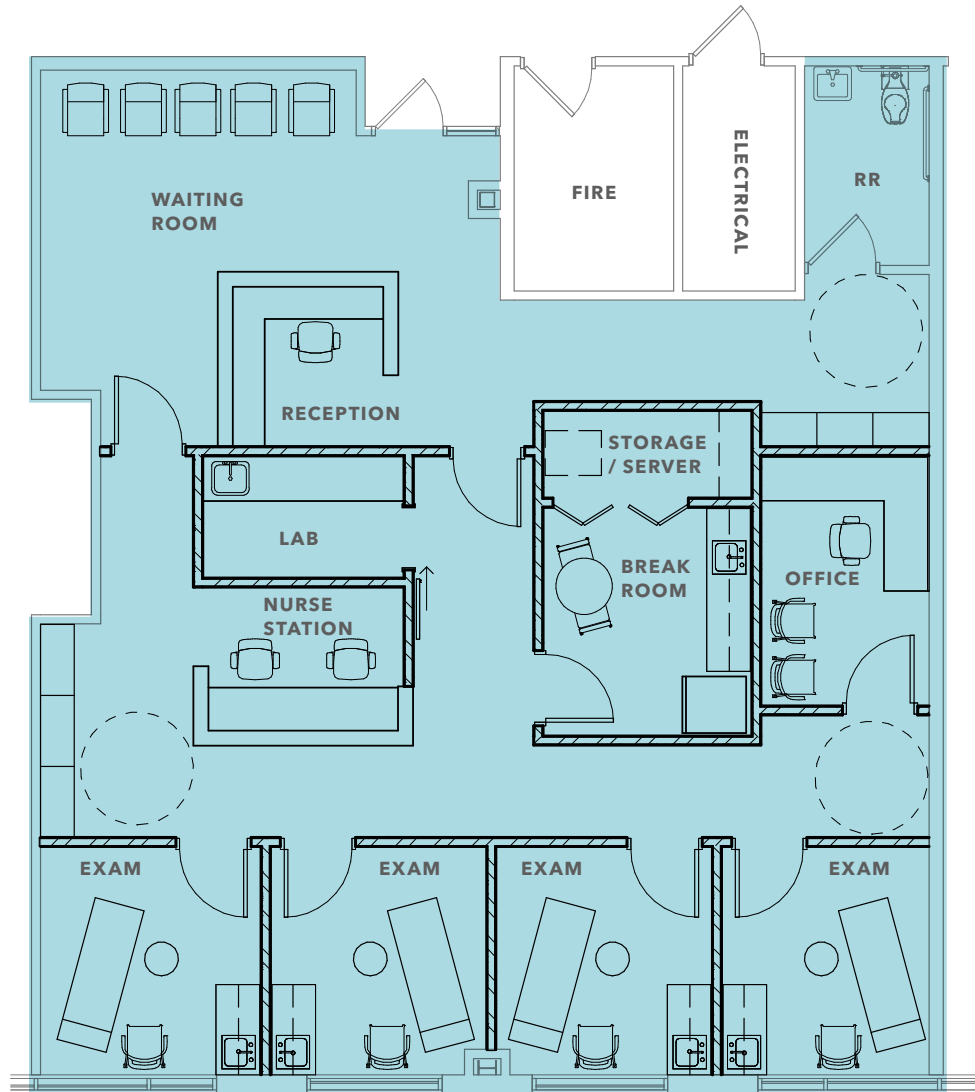 WAITING
ROOM
FIRE
ELECTRICAL
RR
RECEPTION
STORAGE
/ SERVER
LAB
BREAK
ROOM
OFFICE
NURSE
STATION
EXAM
EXAM
EXAM
EXAM